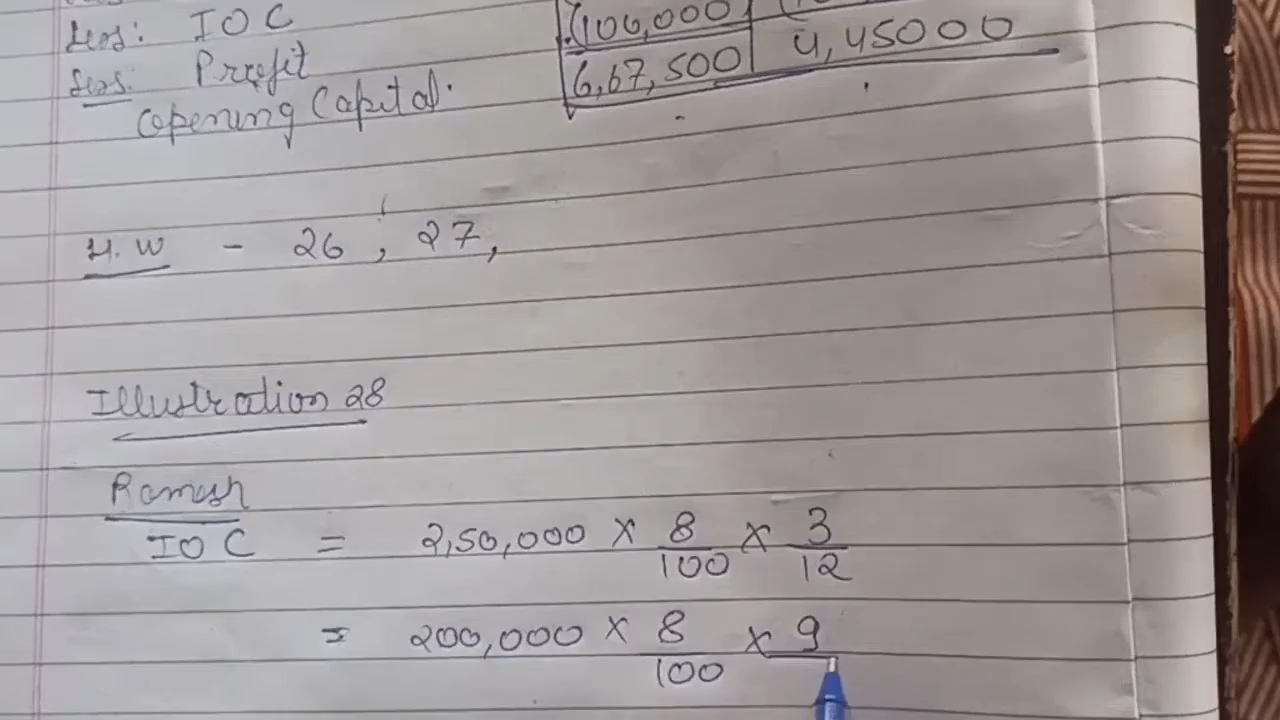 Less: IOC (100,000)
Less: Profit 6,67,500 4,45000
Opening Capital.
H.W - 26, 27,
Illustration 28
Ramesh
IOC = 2,50,000 × 8/100 × 3/12
= 200,000 × 8/100 × 9